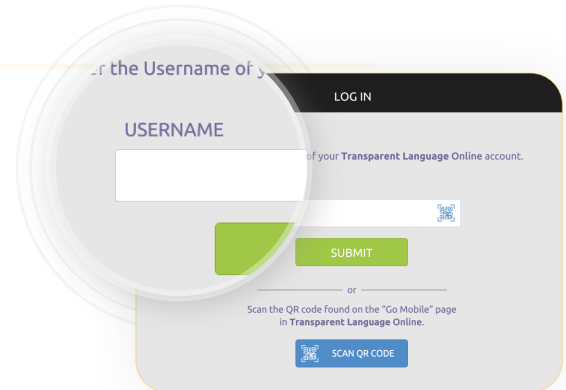 er the Username of y
LOG IN
USERNAME
of your Transparent Language Online account.
SUBMIT
or
Scan the QR code found on the "Go Mobile" page
in Transparent Language Online.
SCAN QR CODE